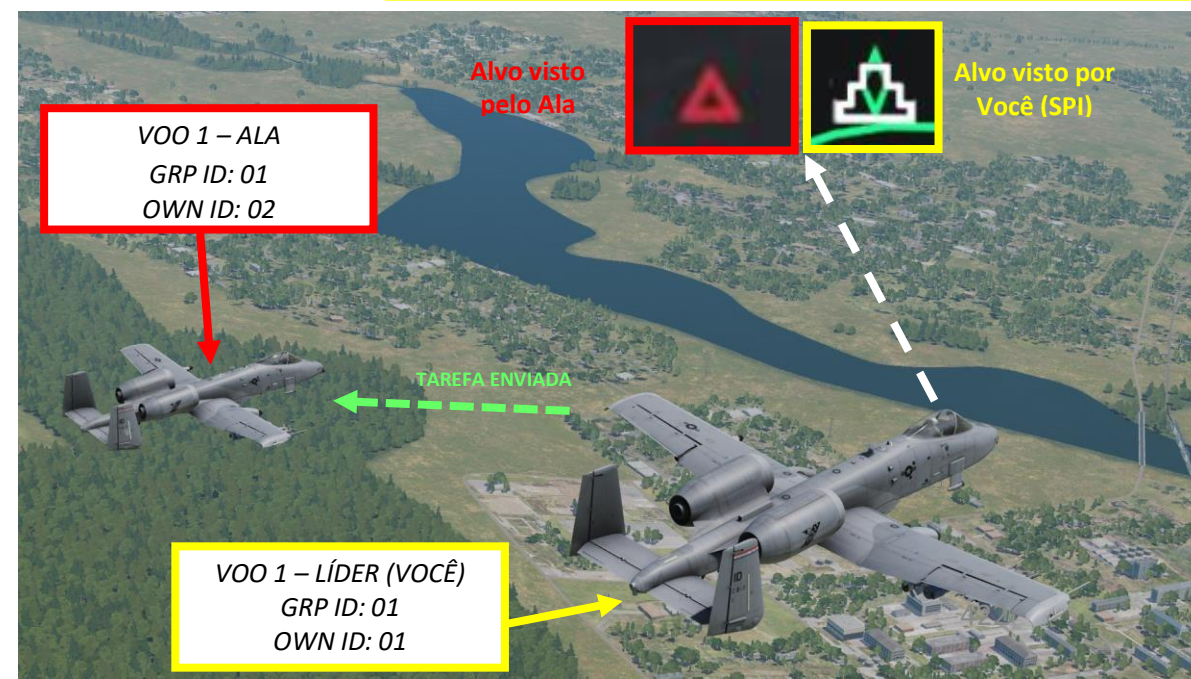 Alvo visto
pelo Ala
Alvo visto por
Você (SPI)
VOO 1 – ALA
GRP ID: 01
OWN ID: 02
TAREFA ENVIADA
VOO 1 – LÍDER (VOCÊ)
GRP ID: 01
OWN ID: 01
ID